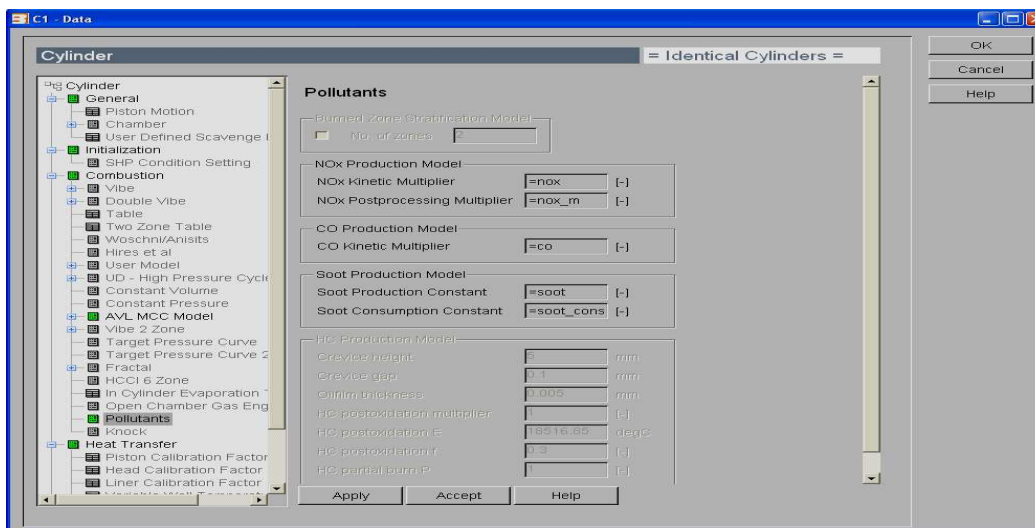 C1 - Data
Cylinder
= Identical Cylinders =
OK
Cancel
Help
Cylinder
General
Piston Motion
Chamber
User Defined Scavenge
Initialization
SHP Condition Setting
Combustion
Vibe
Double Vibe
Table
Two Zone Table
Woschni/Anisits
Hires et al
User Model
UD - High Pressure Cycle
Constant Volume
Constant Pressure
AVL MCC Model
Vibe 2 Zone
Target Pressure Curve
Target Pressure Curve 2
Fractal
HCCI 6 Zone
In Cylinder Evaporation
Open Chamber Gas Eng
Pollutants
Knock
Heat Transfer
Piston Calibration Factor
Head Calibration Factor
Liner Calibration Factor
Pollutants
Burned Zone Stratification Model
No. of zones 2
NOx Production Model
NOx Kinetic Multiplier =nox [-]
NOx Postprocessing Multiplier =nox_m [-]
CO Production Model
CO Kinetic Multiplier =co [-]
Soot Production Model
Soot Production Constant =soot [-]
Soot Consumption Constant =soot_cons [-]
HC Production Model
Crevice height 5 mm
Crevice gap 0.1 mm
Oilfilm thickness 0.005 mm
HC postoxidation multiplier 1 [-]
HC postoxidation E 18516.85 degC
HC postoxidation f 0.3 [-]
HC partial burn P 1 [-]
Apply
Accept
Help